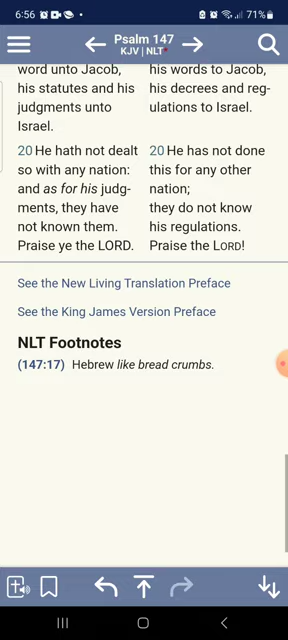 6:56
71%
Psalm 147
KJV | NLT*
word unto Jacob,
his statutes and his
judgments unto
Israel.
20 He hath not dealt
so with any nation:
and as for his judg-
ments, they have
not known them.
Praise ye the LORD.
his words to Jacob,
his decrees and reg-
ulations to Israel.
20 He has not done
this for any other
nation;
they do not know
his regulations.
Praise the LORD!
See the New Living Translation Preface
See the King James Version Preface
NLT Footnotes
(147:17) Hebrew like bread crumbs.